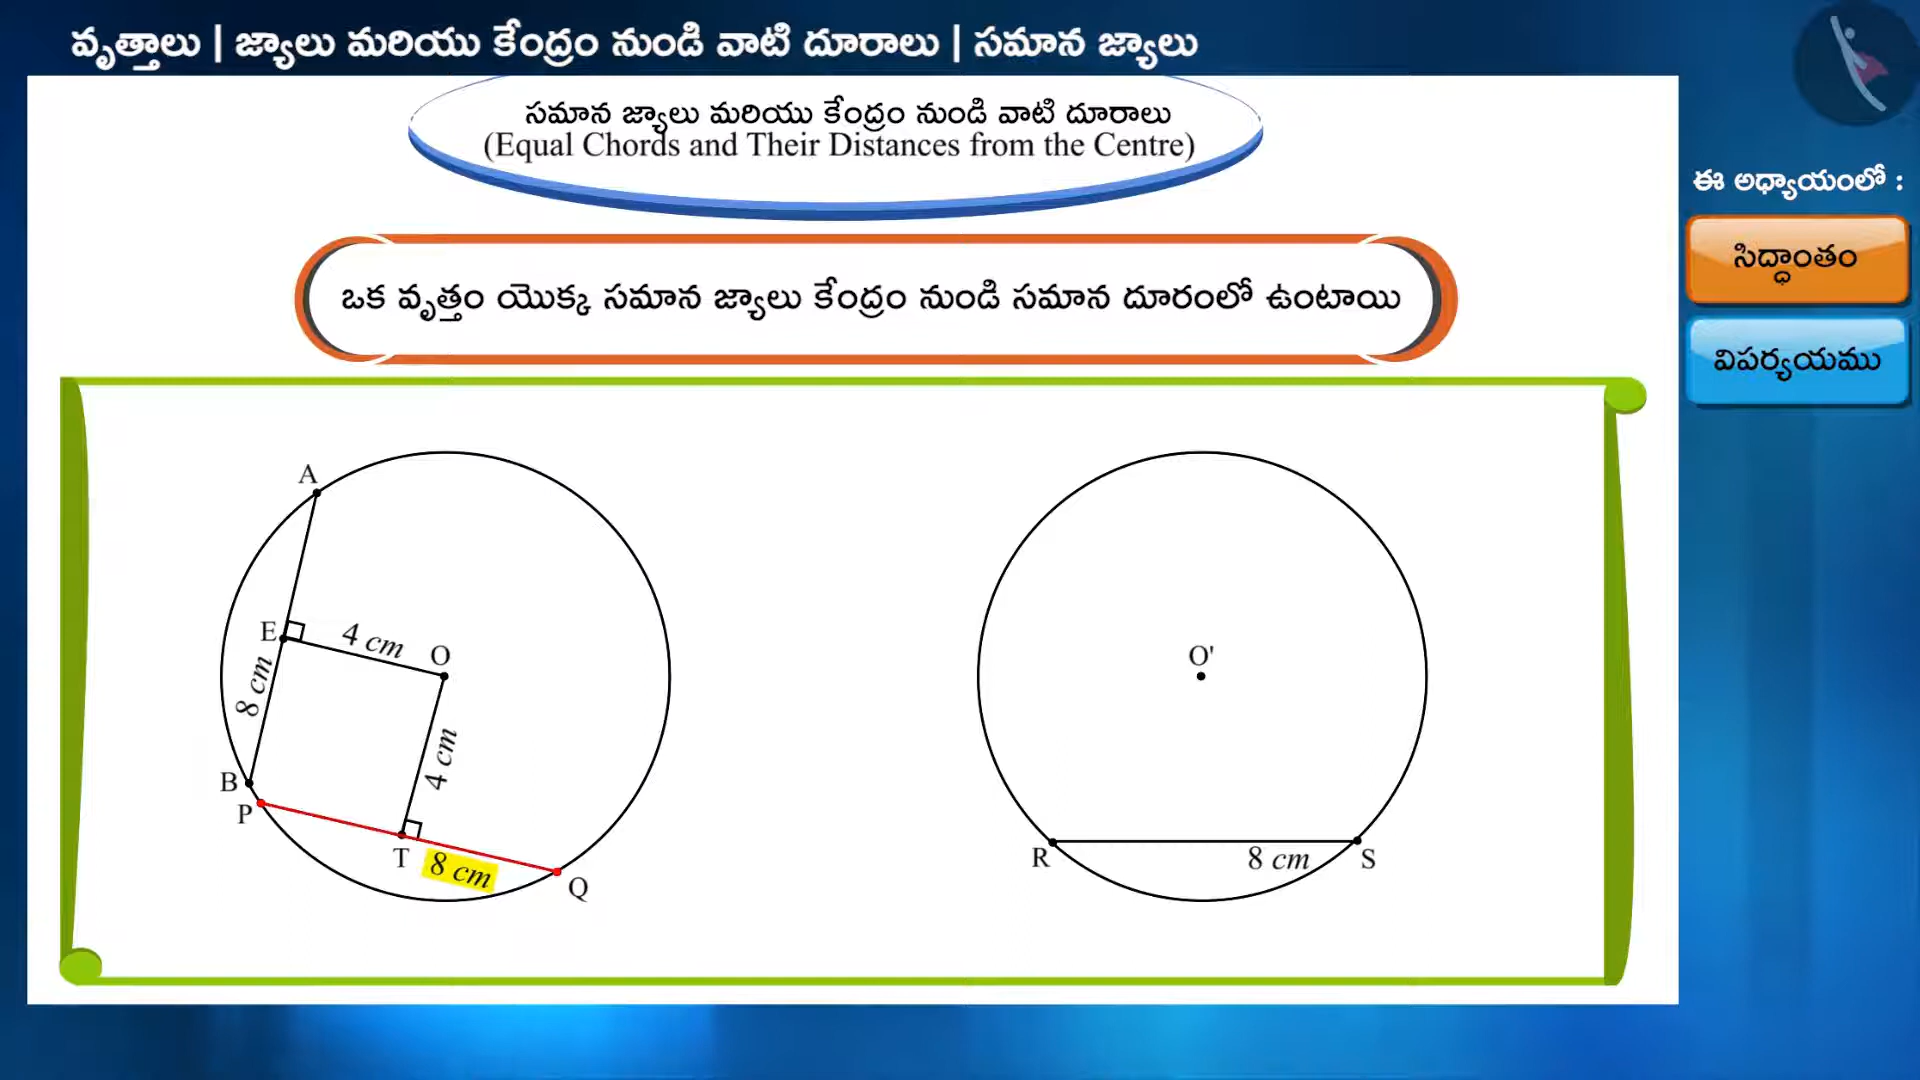 వృత్తాలు | జ్యాలు మరియు కేంద్రం నుండి వాటి దూరాలు | సమాన జ్యాలు
సమాన జ్యాలు మరియు కేంద్రం నుండి వాటి దూరాలు
(Equal Chords and Their Distances from the Centre)
ఈ అధ్యాయంలో :
సిద్ధాంతం
విపర్యయము
ఒక వృత్తం యొక్క సమాన జ్యాలు కేంద్రం నుండి సమాన దూరంలో ఉంటాయి
A
E
4 cm
O
8 cm
4 cm
B
P
T
8 cm
Q
O'
R
8 cm
S